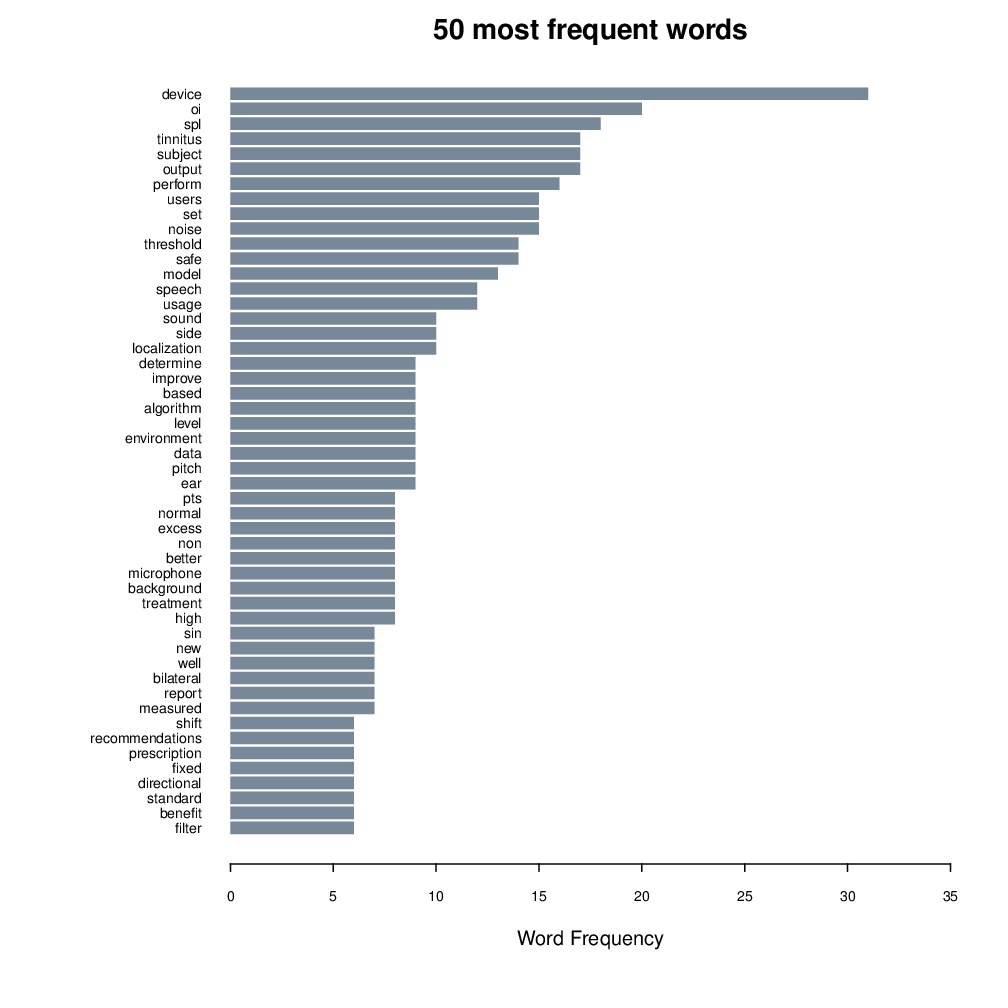 50 most frequent words
device
oi
spl
tinnitus
subject
output
perform
users
set
noise
threshold
safe
model
speech
usage
sound
side
localization
determine
improve
based
algorithm
level
environment
data
pitch
ear
pts
normal
excess
non
better
microphone
background
treatment
high
sin
new
well
bilateral
report
measured
shift
recommendations
prescription
fixed
directional
standard
benefit
filter
0 5 10 15 20 25 30 35
Word Frequency